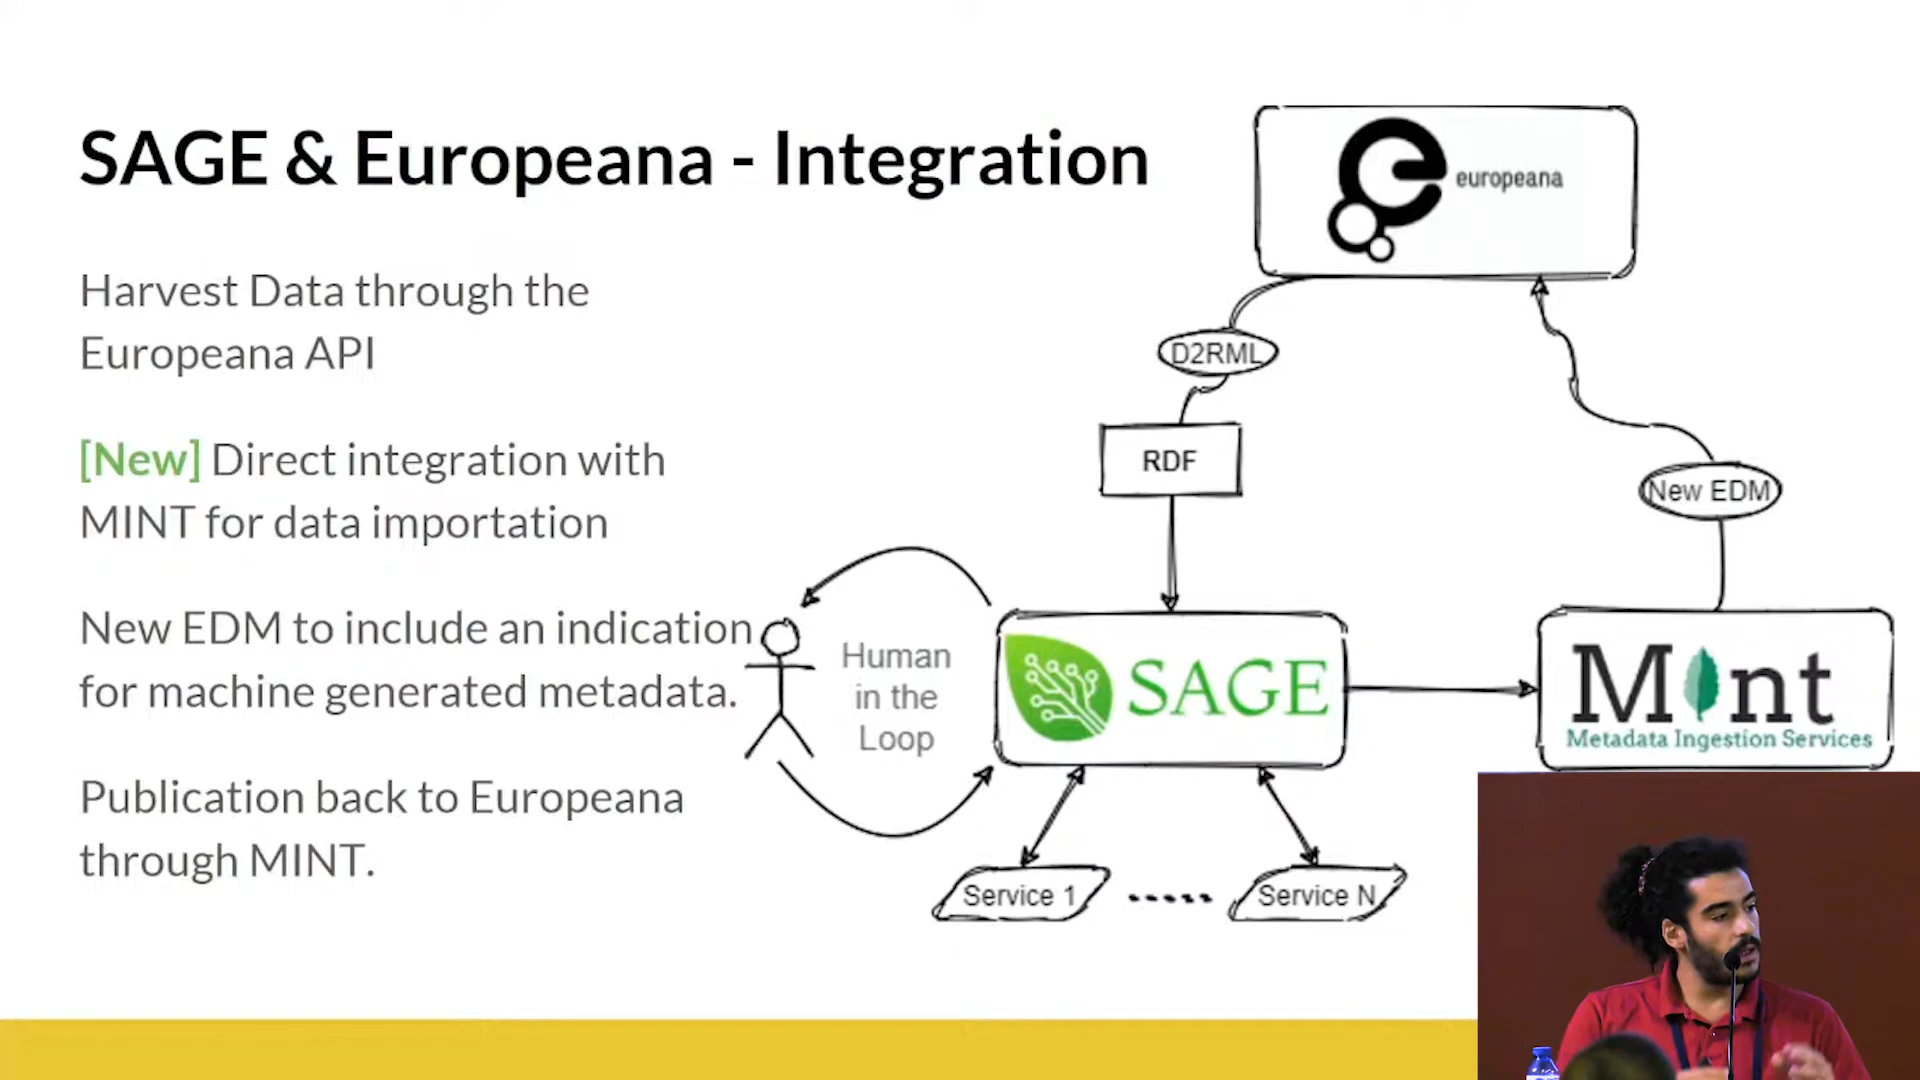 SAGE & Europeana - Integration
Harvest Data through the
Europeana API
[New] Direct integration with
MINT for data importation
New EDM to include an indication
for machine generated metadata.
Publication back to Europeana
through MINT.
europeana
D2RML
RDF
New EDM
Human
in the
Loop
SAGE
Mint
Metadata Ingestion Services
Service 1
Service N